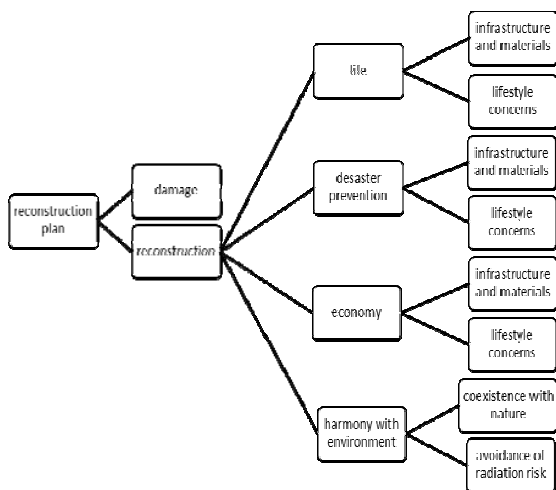 infrastructure
and materials
life
lifestyle
concerns
infrastructure
and materials
damage
desaster
prevention
reconstruction
plan
lifestyle
concerns
reconstruction
infrastructure
and materials
economy
lifestyle
concerns
coexistence with
nature
harmony with
environment
avoidance of
radiation risk